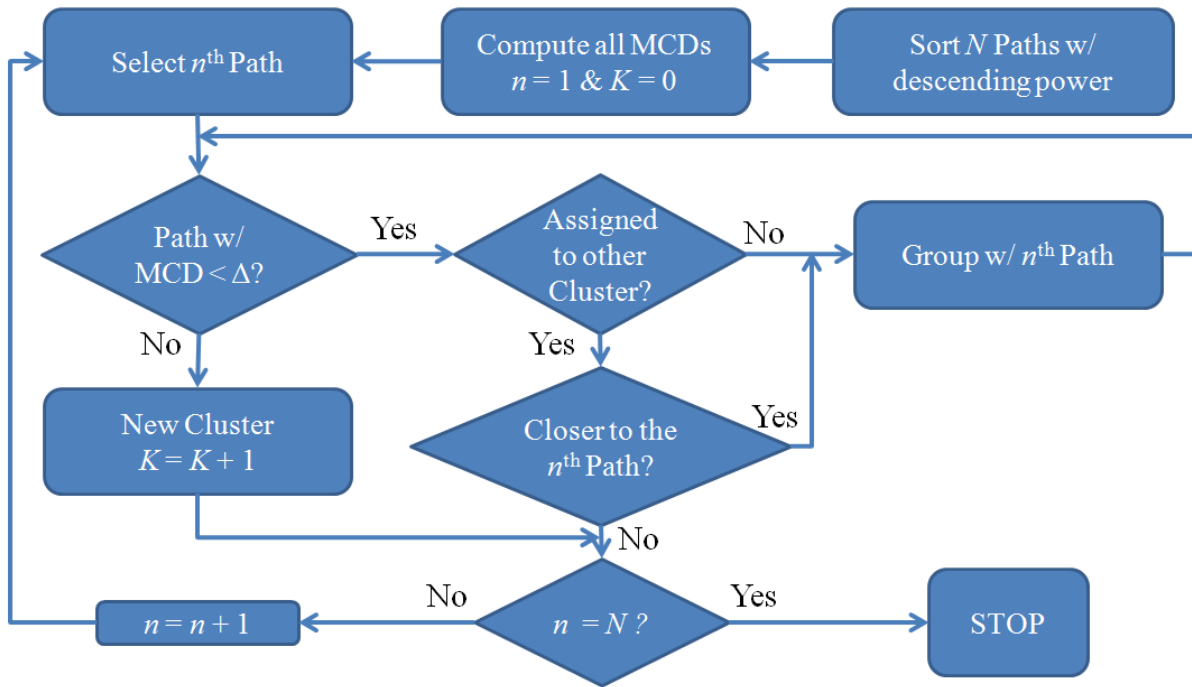 Select nth Path
Compute all MCDs
n = 1 & K = 0
Sort N Paths w/
descending power
Path w/
MCD < Δ?
Yes
Assigned
to other
Cluster?
No
Group w/ nth Path
No
Yes
New Cluster
K = K + 1
Closer to the
nth Path?
Yes
No
n = n + 1
No
n = N ?
Yes
STOP